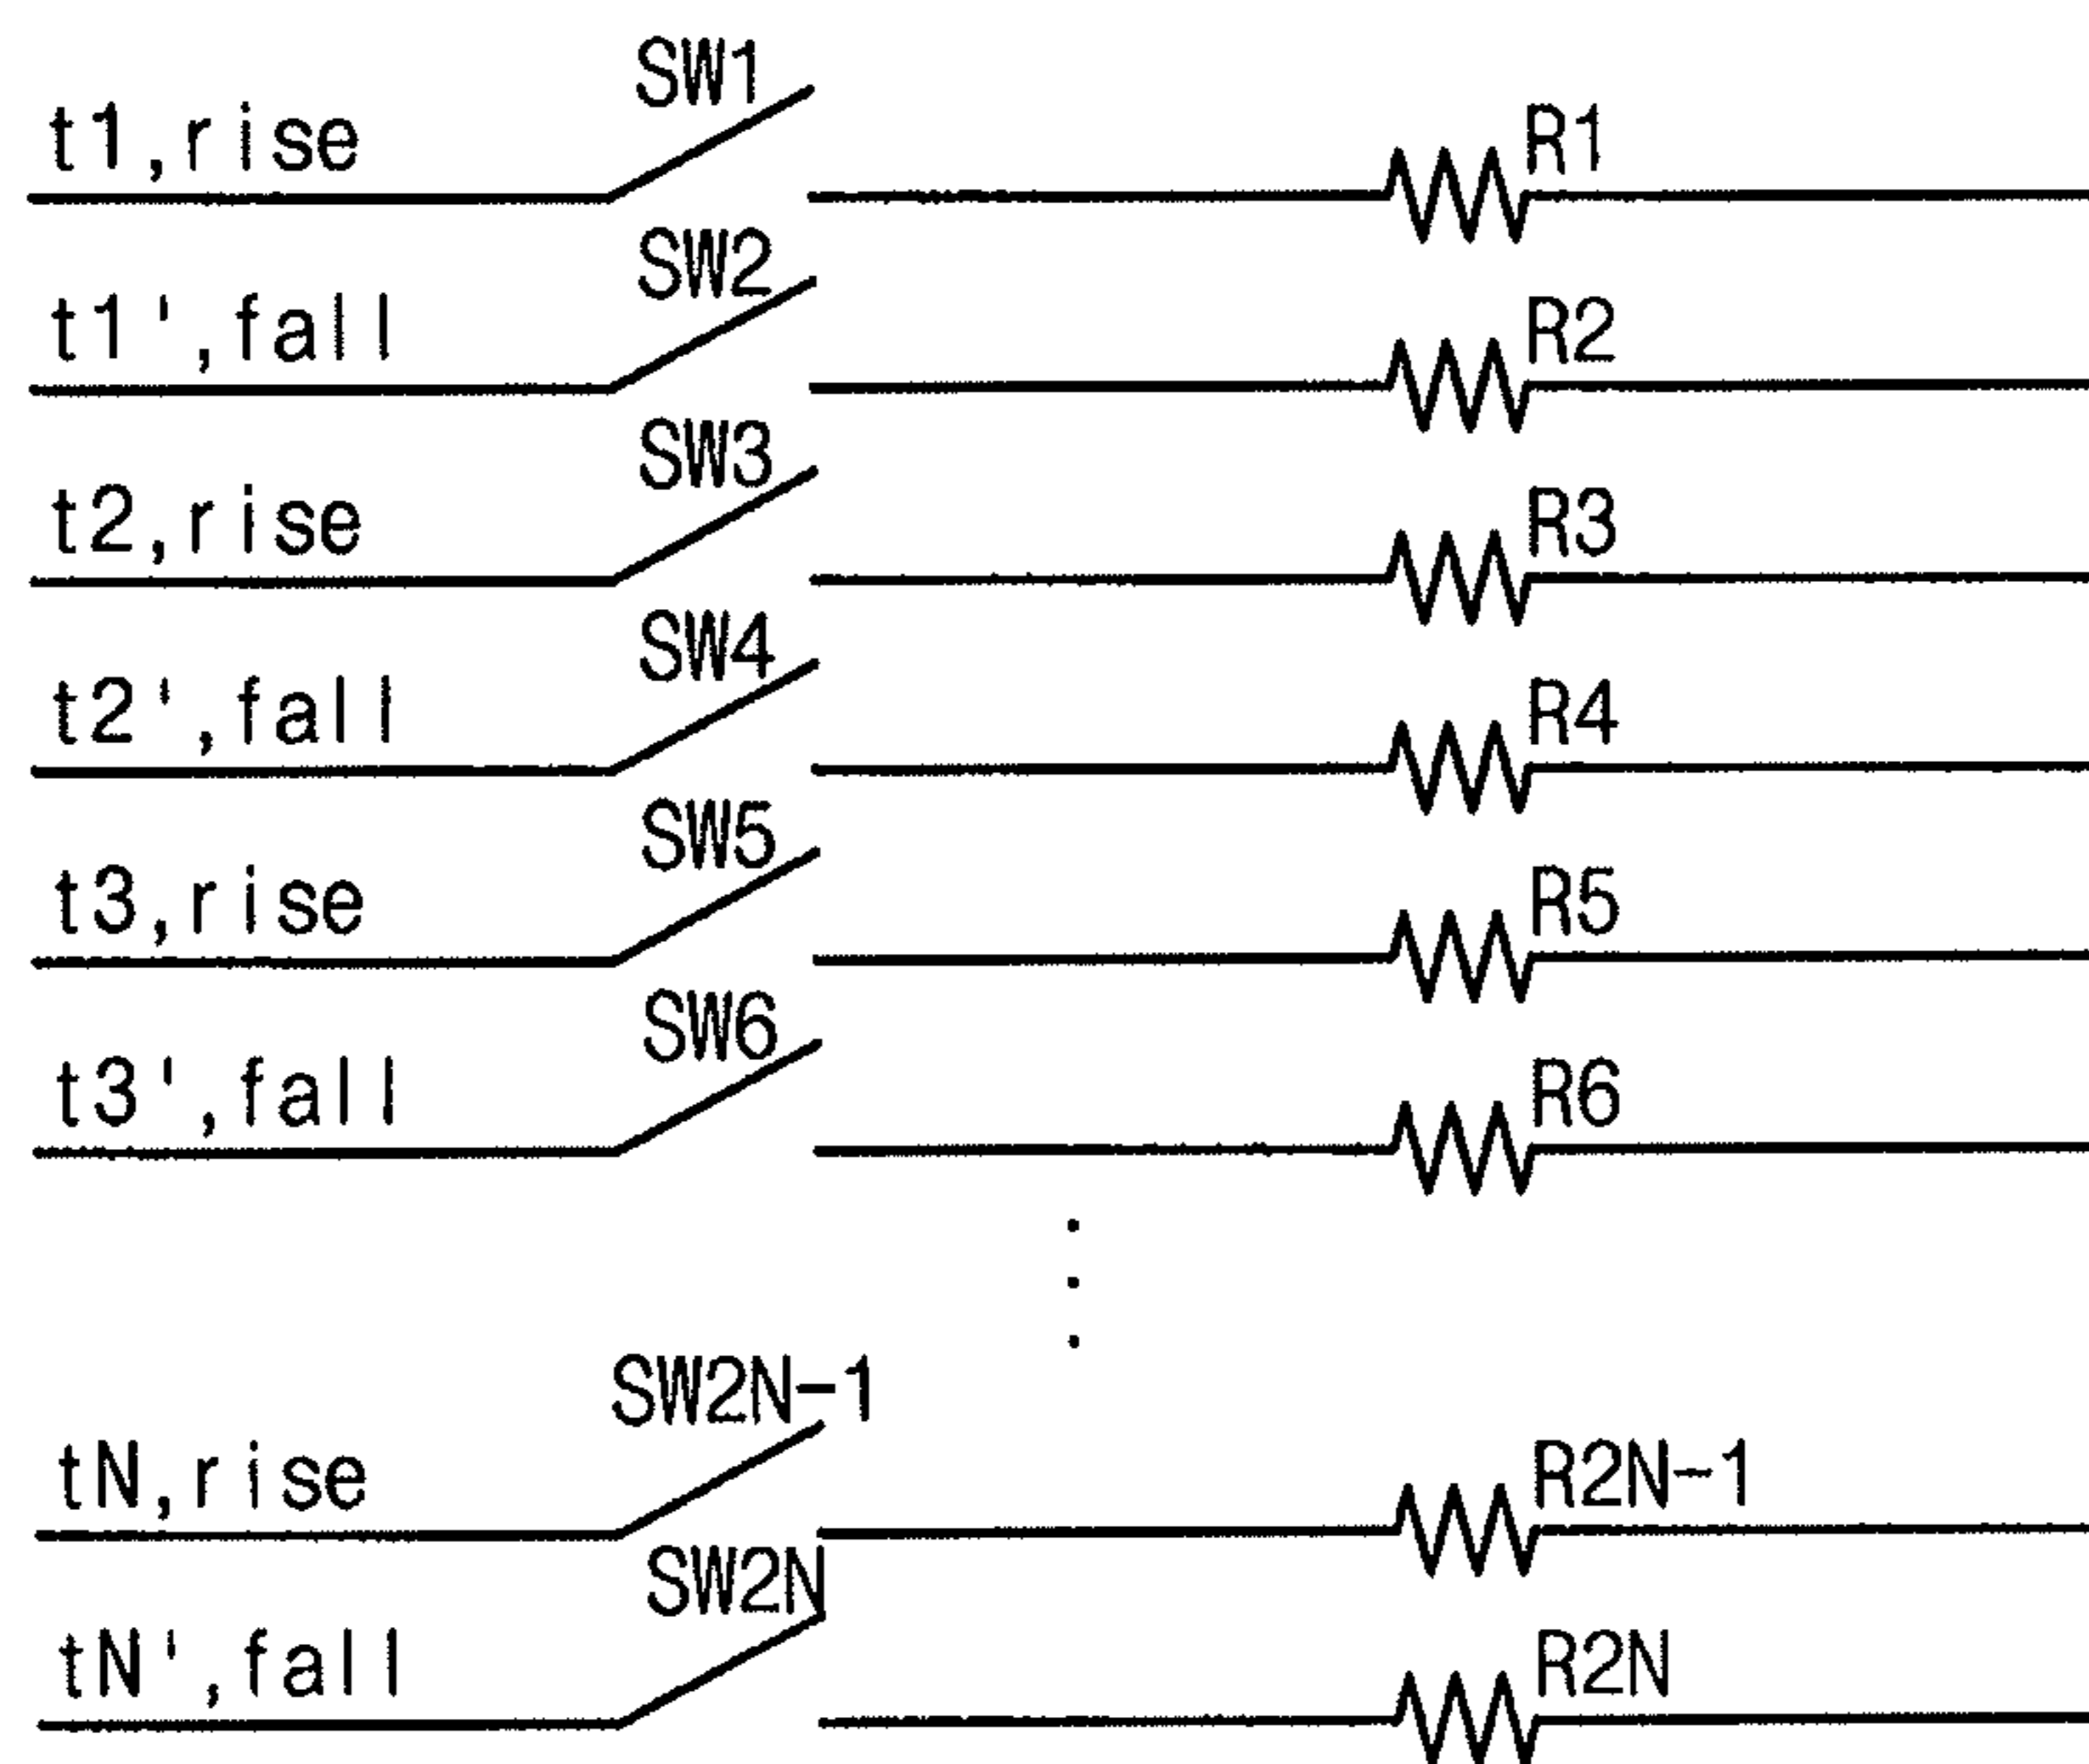 SW1
t1,rise R1
SW2
t1',fall R2
SW3
t2,rise R3
SW4
t2',fall R4
SW5
t3,rise R5
SW6
t3',fall R6
SW2N-1
tN,rise R2N-1
SW2N
tN',fall R2N